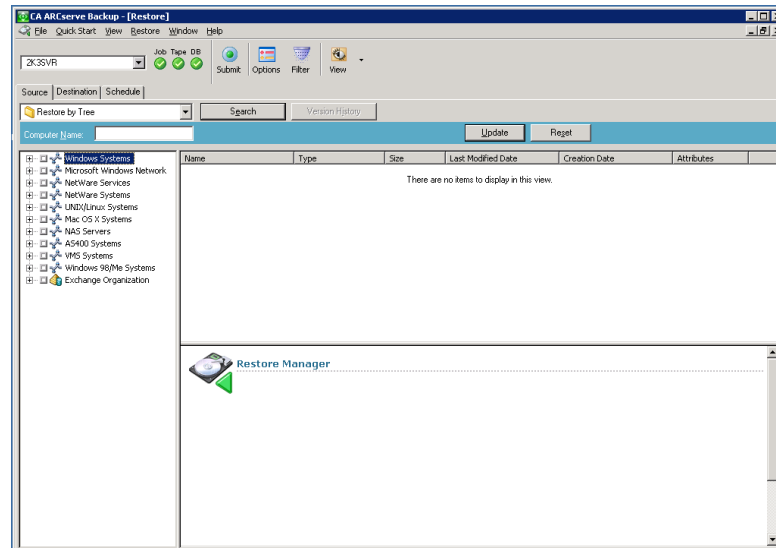 CA ARCserve Backup - [Restore]
File Quick Start View Restore Window Help
2K3SVR
Job Tape DB
Submit Options Filter View
Source Destination Schedule
Restore by Tree
Search
Version History
Computer Name:
Update
Reset
Windows Systems
Microsoft Windows Network
NetWare Services
NetWare Systems
UNIX/Linux Systems
Mac OS X Systems
NAS Servers
AS400 Systems
VMS Systems
Windows 98/Me Systems
Exchange Organization
Name Type Size Last Modified Date Creation Date Attributes
There are no items to display in this view.
Restore Manager